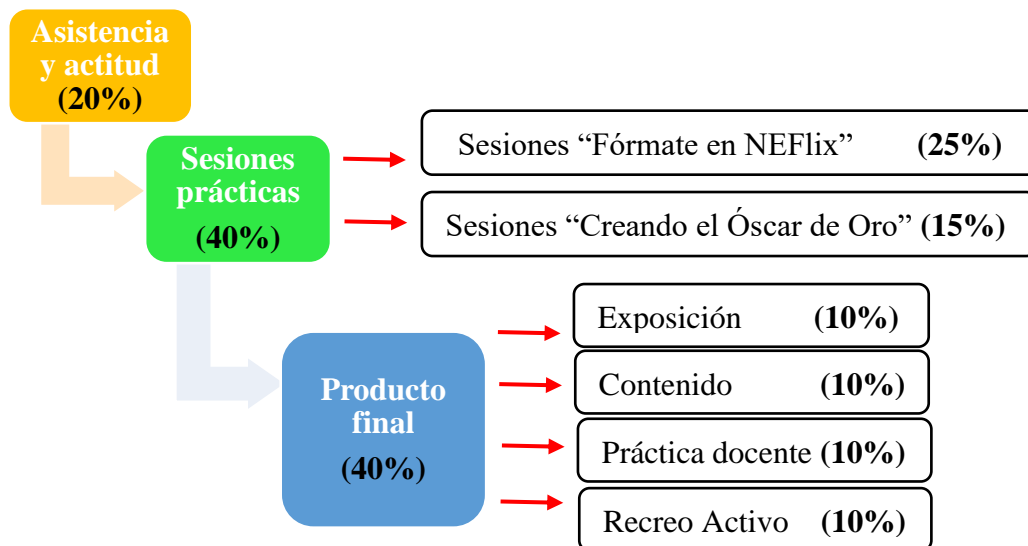 Asistencia
y actitud
(20%)
Sesiones
prácticas
(40%)
Sesiones “Fórmate en NEFlix” (25%)
Sesiones “Creando el Óscar de Oro” (15%)
Producto
final
(40%)
Exposición (10%)
Contenido (10%)
Práctica docente (10%)
Recreo Activo (10%)